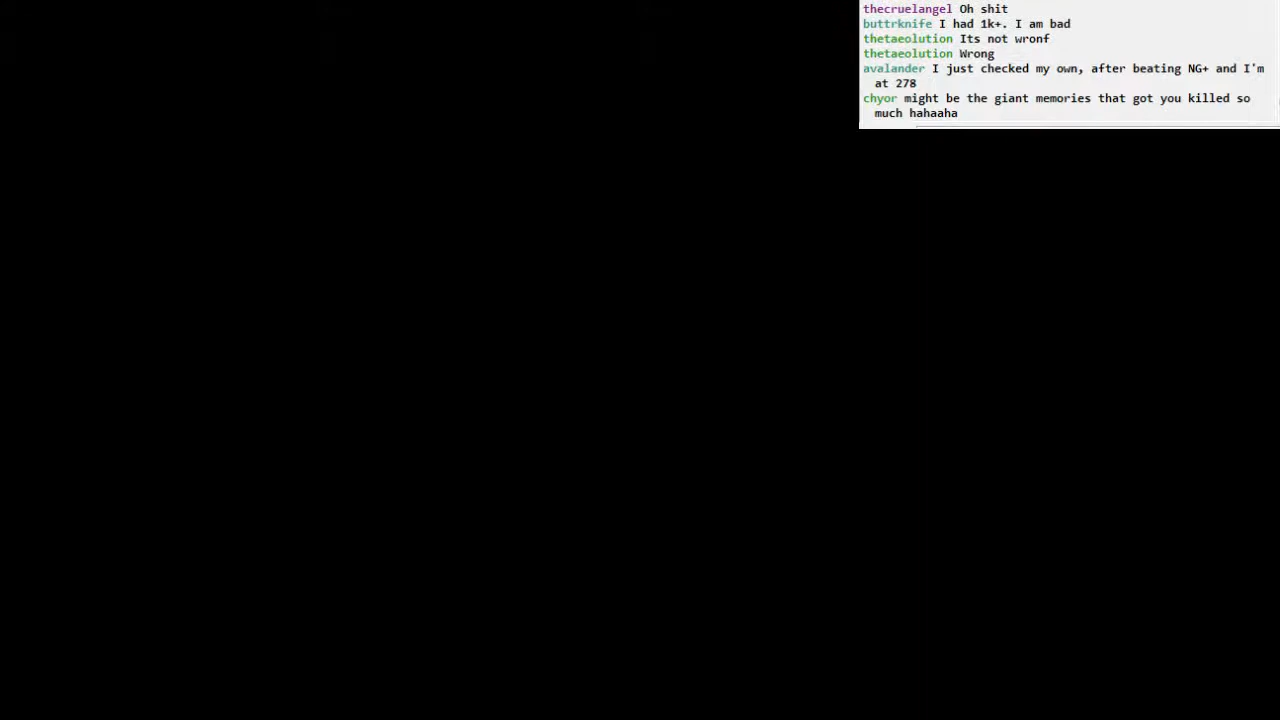 thecruelangel Oh shit
buttrknife I had 1k+. I am bad
thetaeolution Its not wronf
thetaeolution Wrong
avalander I just checked my own, after beating NG+ and I'm
at 278
chyor might be the giant memories that got you killed so
much hahaaha